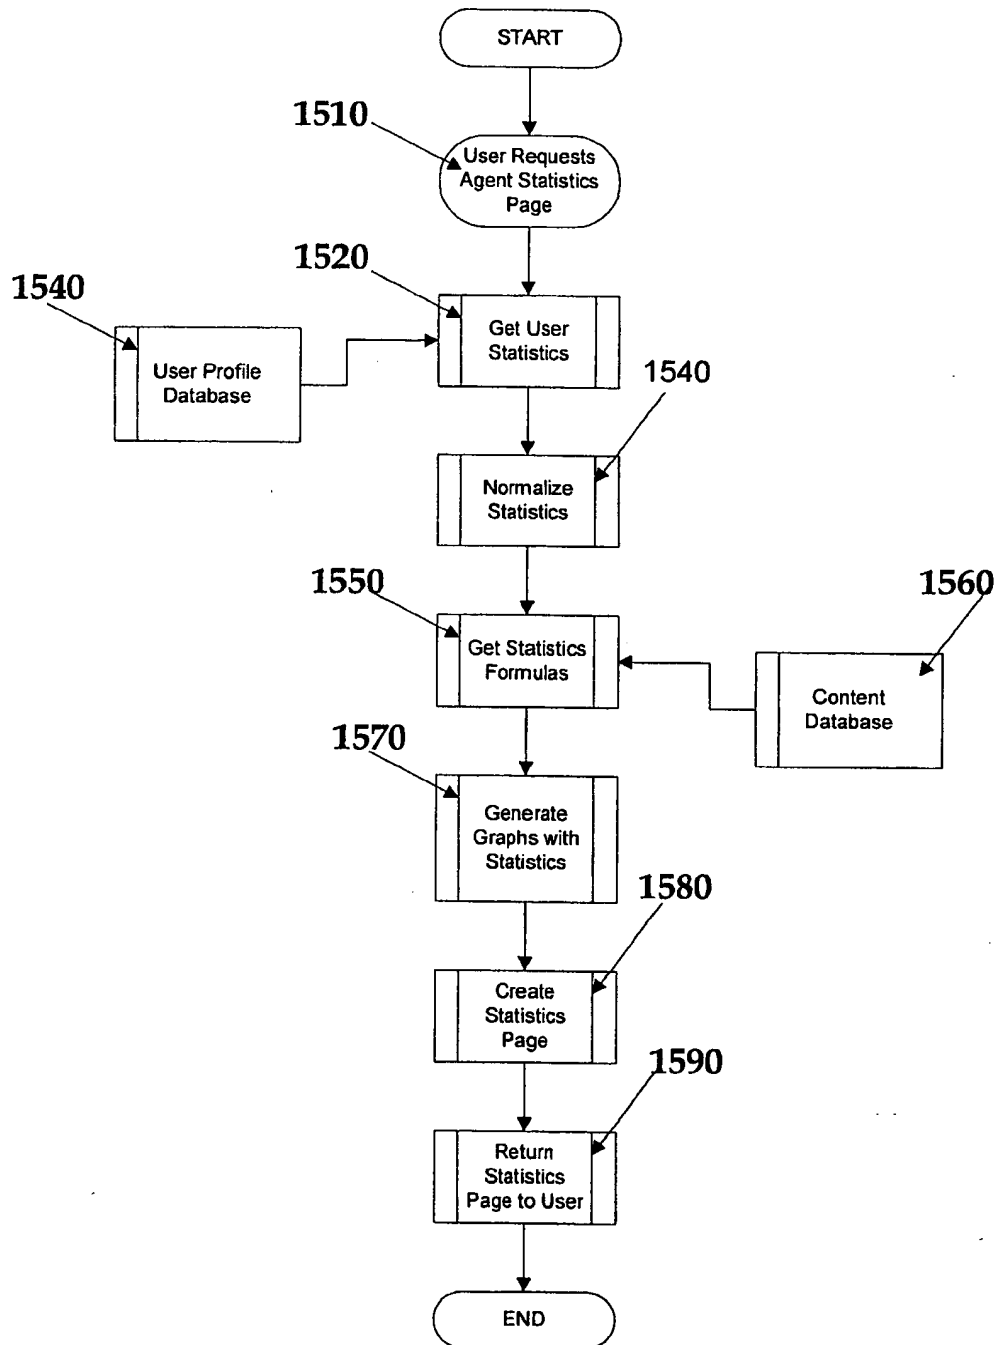 START
1510
User Requests
Agent Statistics
Page
1520
1540
Get User
Statistics
User Profile
Database
1540
Normalize
Statistics
1550
1560
Get Statistics
Formulas
Content
Database
1570
Generate
Graphs with
Statistics
1580
Create
Statistics
Page
1590
Return
Statistics
Page to User
END